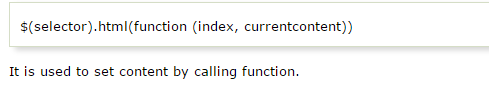 $(selector).html(function (index, currentcontent))
It is used to set content by calling function.